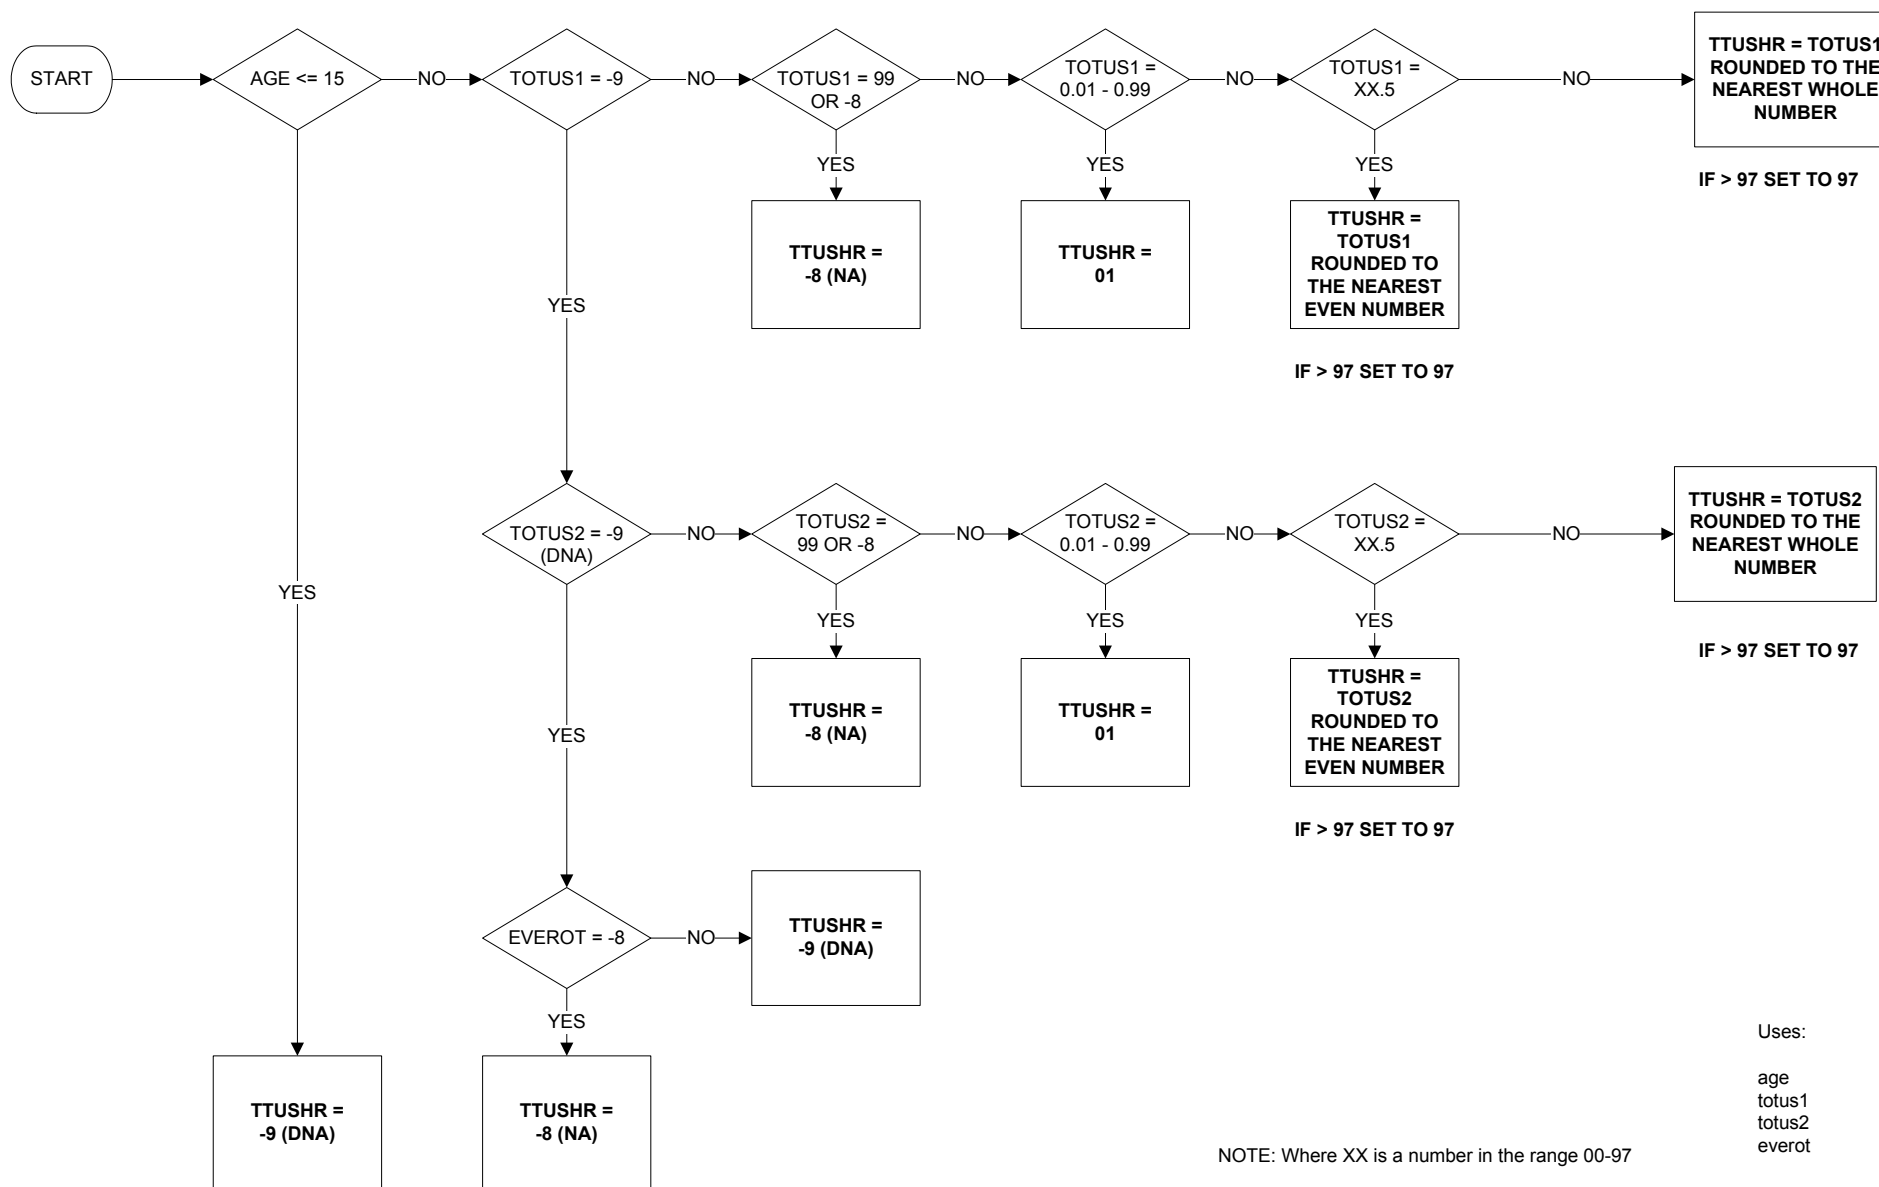 START
AGE <= 15
NO
TOTUS1 = -9
NO
TOTUS1 = 99
OR -8
NO
TOTUS1 =
0.01 - 0.99
NO
TOTUS1 =
XX.5
NO
TTUSHR = TOTUS1
ROUNDED TO THE
NEAREST WHOLE
NUMBER
IF > 97 SET TO 97
YES
YES
YES
TTUSHR =
-8 (NA)
TTUSHR =
01
TTUSHR =
TOTUS1
ROUNDED TO
THE NEAREST
EVEN NUMBER
IF > 97 SET TO 97
YES
YES
TOTUS2 = -9
(DNA)
NO
TOTUS2 =
99 OR -8
NO
TOTUS2 =
0.01 - 0.99
NO
TOTUS2 =
XX.5
NO
TTUSHR = TOTUS2
ROUNDED TO THE
NEAREST WHOLE
NUMBER
IF > 97 SET TO 97
YES
YES
YES
TTUSHR =
-8 (NA)
TTUSHR =
01
TTUSHR =
TOTUS2
ROUNDED TO
THE NEAREST
EVEN NUMBER
IF > 97 SET TO 97
YES
EVEROT = -8
NO
TTUSHR =
-9 (DNA)
YES
TTUSHR =
-9 (DNA)
TTUSHR =
-8 (NA)
Uses:
age
totus1
totus2
everot
NOTE: Where XX is a number in the range 00-97